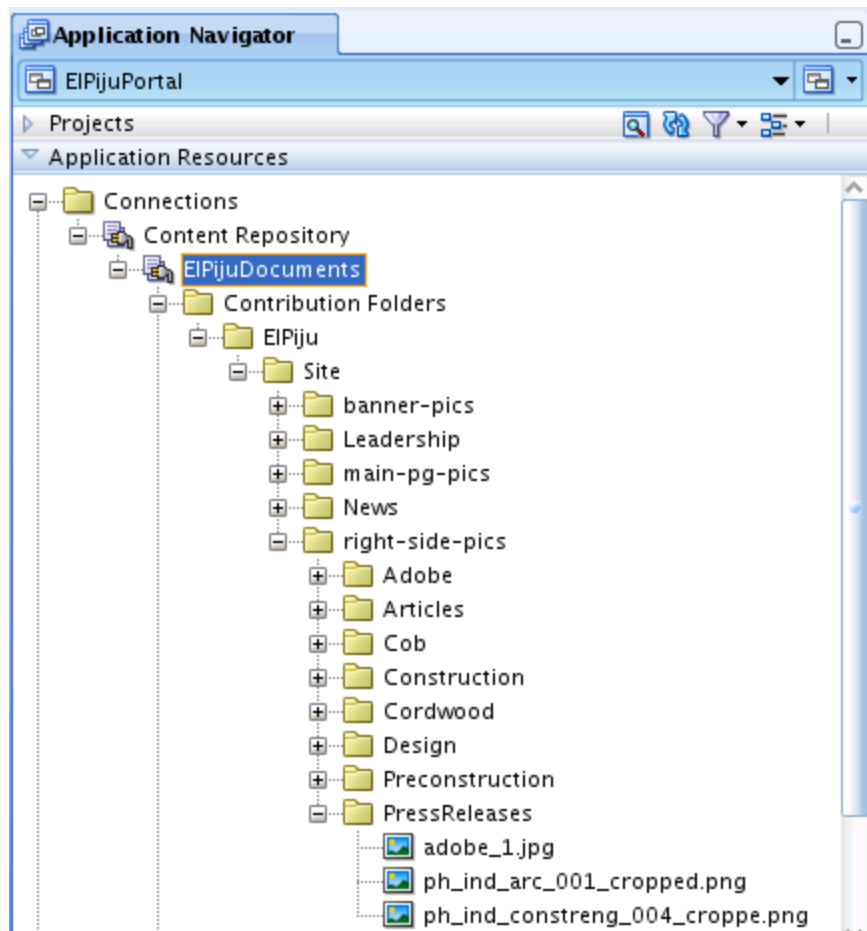 Application Navigator
ElPijuPortal
Projects
Application Resources
Connections
Content Repository
ElPijuDocuments
Contribution Folders
ElPiju
Site
banner-pics
Leadership
main-pg-pics
News
right-side-pics
Adobe
Articles
Cob
Construction
Cordwood
Design
Preconstruction
PressReleases
adobe_1.jpg
ph_ind_arc_001_cropped.png
ph_ind_constreng_004_croppe.png